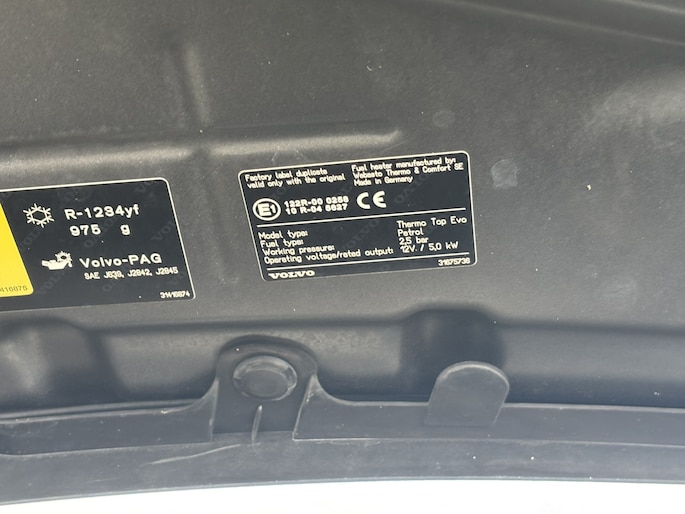 R-1234yf
975 g
Volvo-PAG
SAE J639, J2842, J2845
31416874
416075
Factory label duplicate
valid only with the original
Fuel heater manufactured by:
Webasto Thermo & Comfort SE
Made in Germany
E1
122R-00 0258
10 R-04 5627
CE
Model type: Thermo Top Evo
Fuel type: Petrol
Working pressure: 2,5 bar
Operating voltage/rated output: 12V / 5,0 kW
VOLVO
31675736